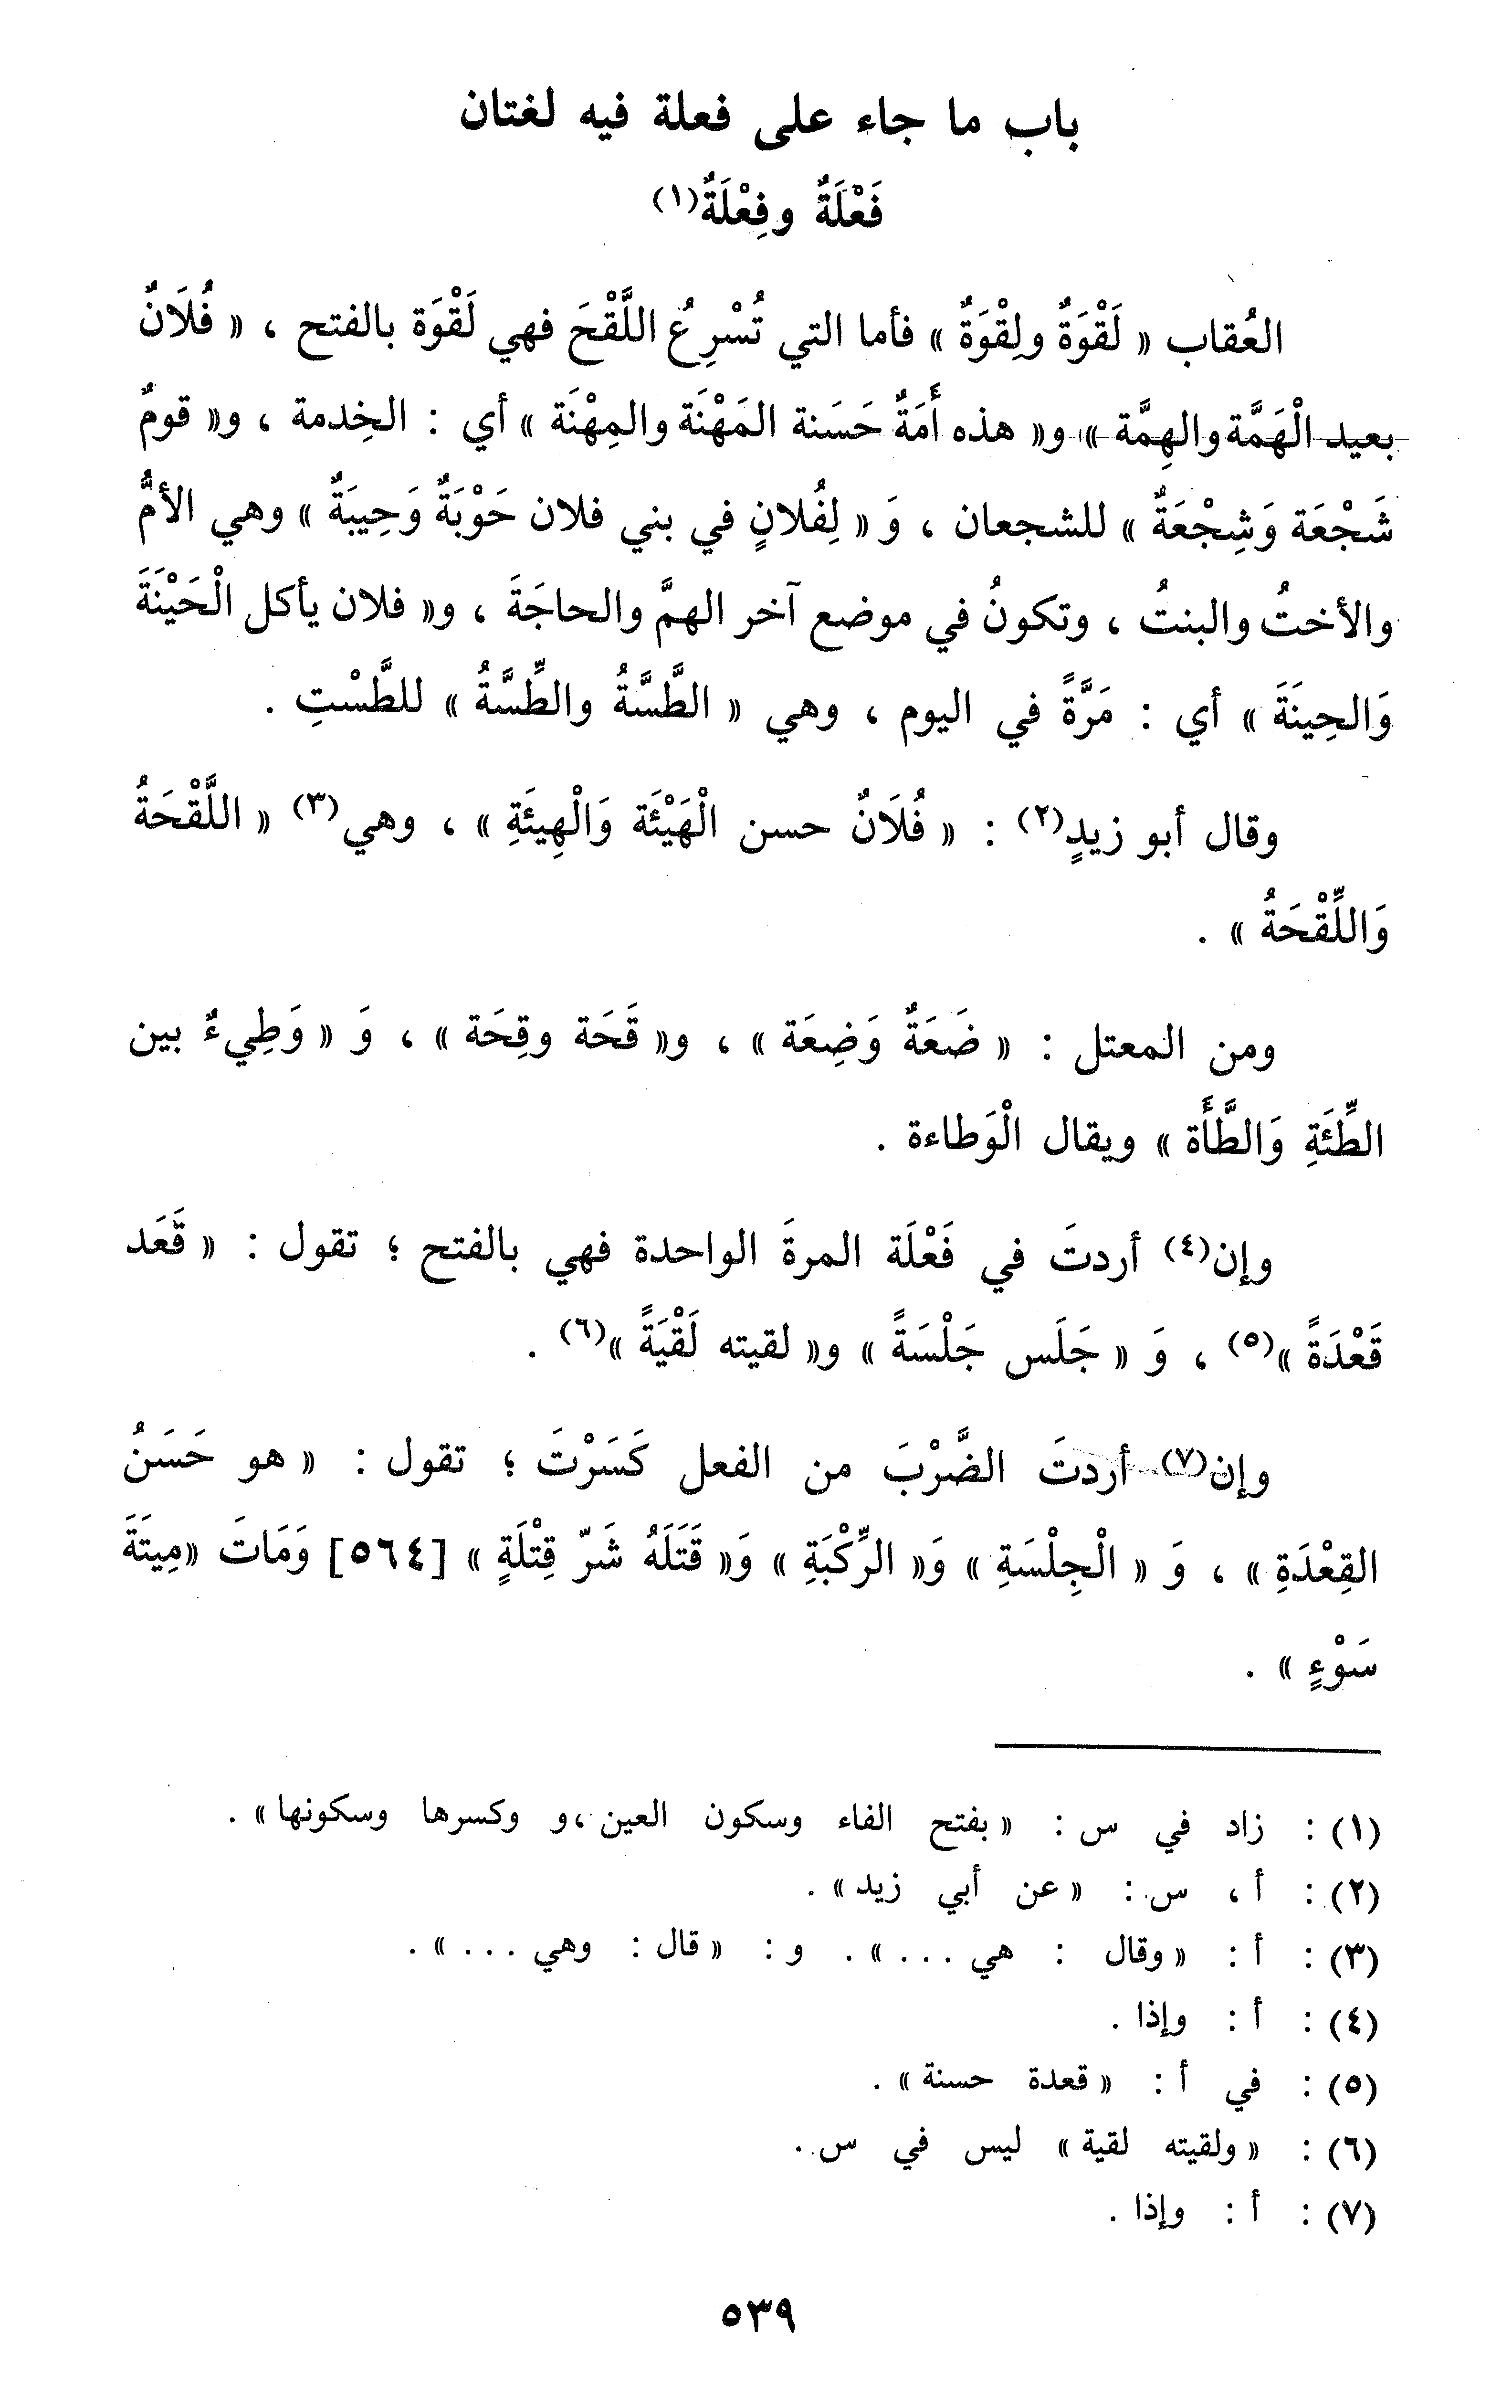 باب ما جاء على فعلة فيه لغتان
فَعْلَةٌ وفِعْلَةٌ(١)
العُقاب « لَقْوَةٌ ولِقْوَةٌ » فأما التي تُسْرِعُ اللَّقْحَ فهي لَقْوَة بالفتح ، « فُلَانٌ
بعيد الْهَمَّة والهِمَّة » و« هذه أَمَةٌ حَسَنة المَهْنَة والمِهْنَة » أي : الخِدمة ، و« قومٌ
شَجْعَة وَشِجْعَةٌ » للشجعان ، وَ « لِفُلانٍ في بني فلان حَوْبَةٌ وَحِيبَةٌ » وهي الأمُّ
والأختُ والبنتُ ، وتكونُ في موضع آخر الهمَّ والحاجَةَ ، و« فلان يأكل الْحَيْنَةَ
وَالحِينَةَ » أي : مَرَّةً في اليوم ، وهي « الطَّسَّةُ والطِّسَّةُ » للطَّسْتِ .
وقال أبو زيدٍ(٢) : « فُلَانٌ حسن الْهَيْئَة وَالْهِيئَةِ » ، وهي(٣) « اللَّقْحَةُ
وَاللِّقْحَةُ » .
ومن المعتل : « ضَعَةٌ وَضِعَة » ، و« قَحَة وقِحَة » ، وَ « وَطِيءٌ بين
الطِّئَةِ وَالطَّأَة » ويقال الْوَطاءة .
وإن(٤) أردتَ في فَعْلَة المرةَ الواحدة فهي بالفتح ؛ تقول : « قَعَد
قَعْدَةً »(٥) ، وَ « جَلَس جَلْسَةً » و« لقيته لَقْيَةً »(٦) .
وإن(٧) أردتَ الضَّرْبَ من الفعل كَسَرْتَ ؛ تقول : « هو حَسَنُ
القِعْدَةِ » ، وَ « الْجِلْسَةِ » وَ« الرِّكْبَةِ » وَ« قَتَلَهُ شَرّ قِتْلَةٍ » [٥٦٤] وَمَاتَ «مِيتَةَ
سَوْءٍ » .
(١) : زاد في س : « بفتح الفاء وسكون العين ،و وكسرها وسكونها» .
(٢) : أ ، س : « عن أبي زيد» .
(٣) : أ : « وقال : هي . . . » . و : « قال : وهي . . . » .
(٤) : أ : وإذا .
(٥) : في أ : « قعدة حسنة » .
(٦) : « ولقيته لقية » ليس في س .
(٧) : أ : وإذا .
٥٣٩